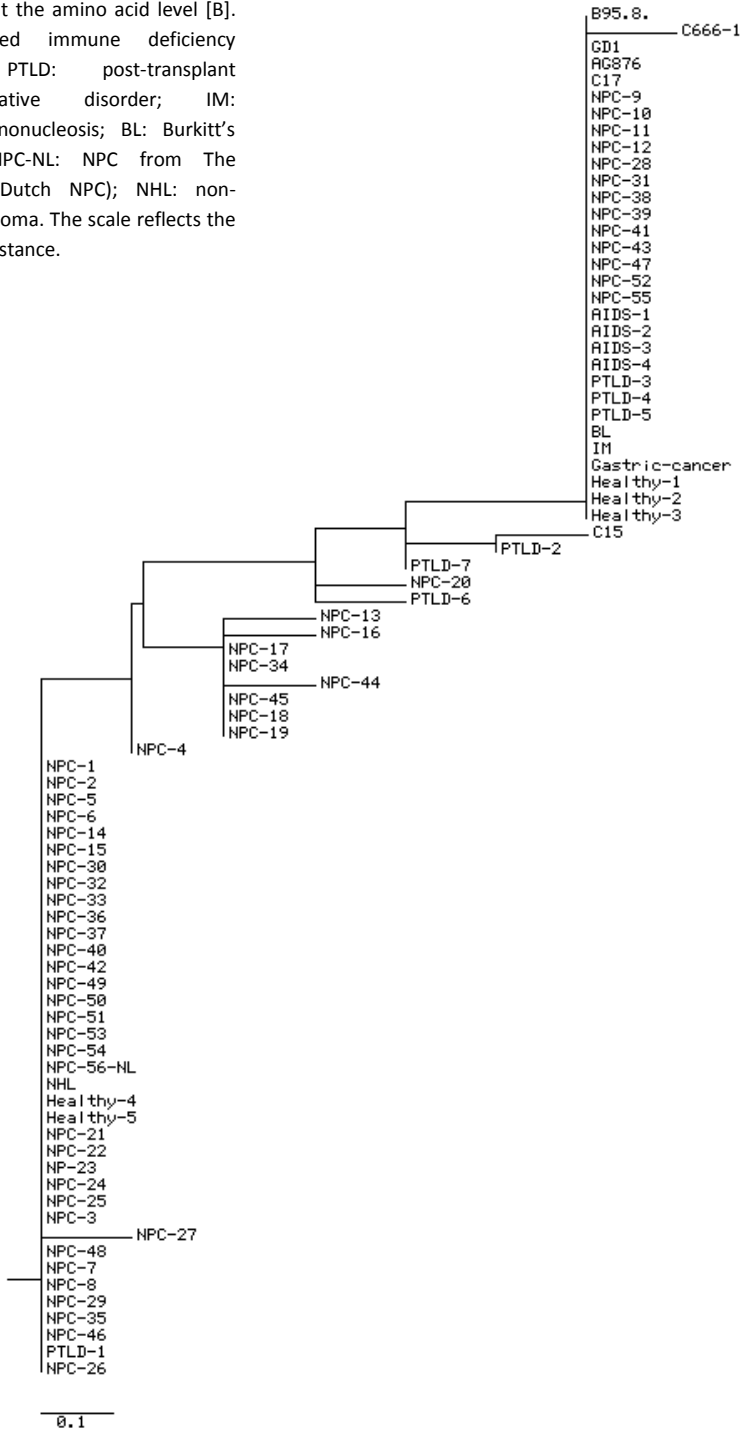 t the amino acid level [B].
ed immune deficiency
PTLD: post-transplant
ative disorder; IM:
nonucleosis; BL: Burkitt’s
NPC-NL: NPC from The
Dutch NPC); NHL: non-
oma. The scale reflects the
stance.
B95.8.
C666-1
GD1
AG876
C17
NPC-9
NPC-10
NPC-11
NPC-12
NPC-28
NPC-31
NPC-38
NPC-39
NPC-41
NPC-43
NPC-47
NPC-52
NPC-55
AIDS-1
AIDS-2
AIDS-3
AIDS-4
PTLD-3
PTLD-4
PTLD-5
BL
IM
Gastric-cancer
Healthy-1
Healthy-2
Healthy-3
C15
PTLD-2
PTLD-7
NPC-20
PTLD-6
NPC-13
NPC-16
NPC-17
NPC-34
NPC-44
NPC-45
NPC-18
NPC-19
NPC-4
NPC-1
NPC-2
NPC-5
NPC-6
NPC-14
NPC-15
NPC-30
NPC-32
NPC-33
NPC-36
NPC-37
NPC-40
NPC-42
NPC-49
NPC-50
NPC-51
NPC-53
NPC-54
NPC-56-NL
NHL
Healthy-4
Healthy-5
NPC-21
NPC-22
NP-23
NPC-24
NPC-25
NPC-3
NPC-27
NPC-48
NPC-7
NPC-8
NPC-29
NPC-35
NPC-46
PTLD-1
NPC-26
0.1